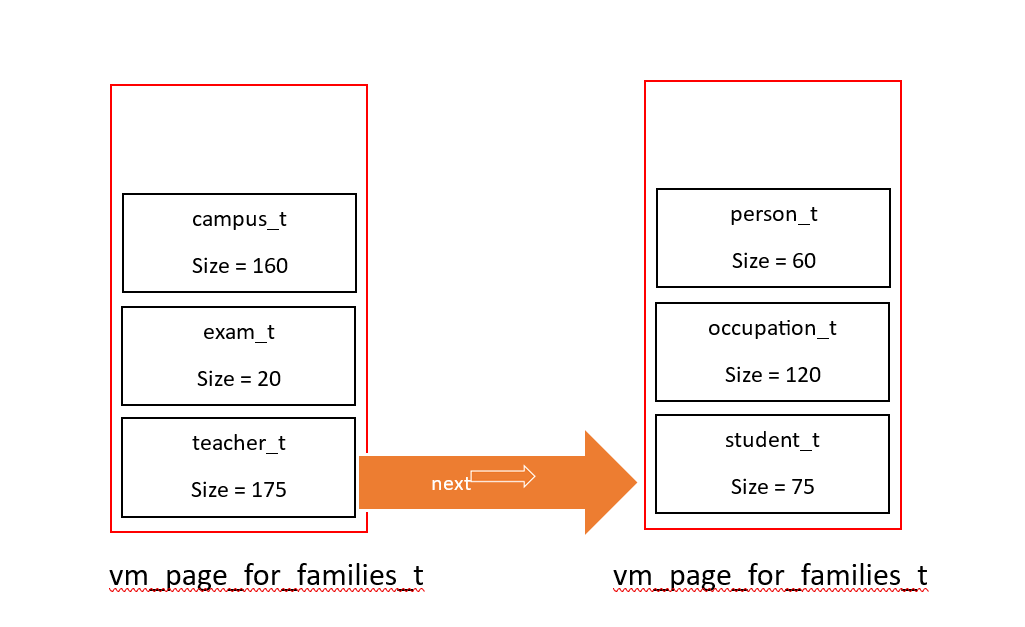 campus_t
Size = 160
exam_t
Size = 20
teacher_t
Size = 175
next
vm_page_for_families_t
person_t
Size = 60
occupation_t
Size = 120
student_t
Size = 75
vm_page_for_families_t